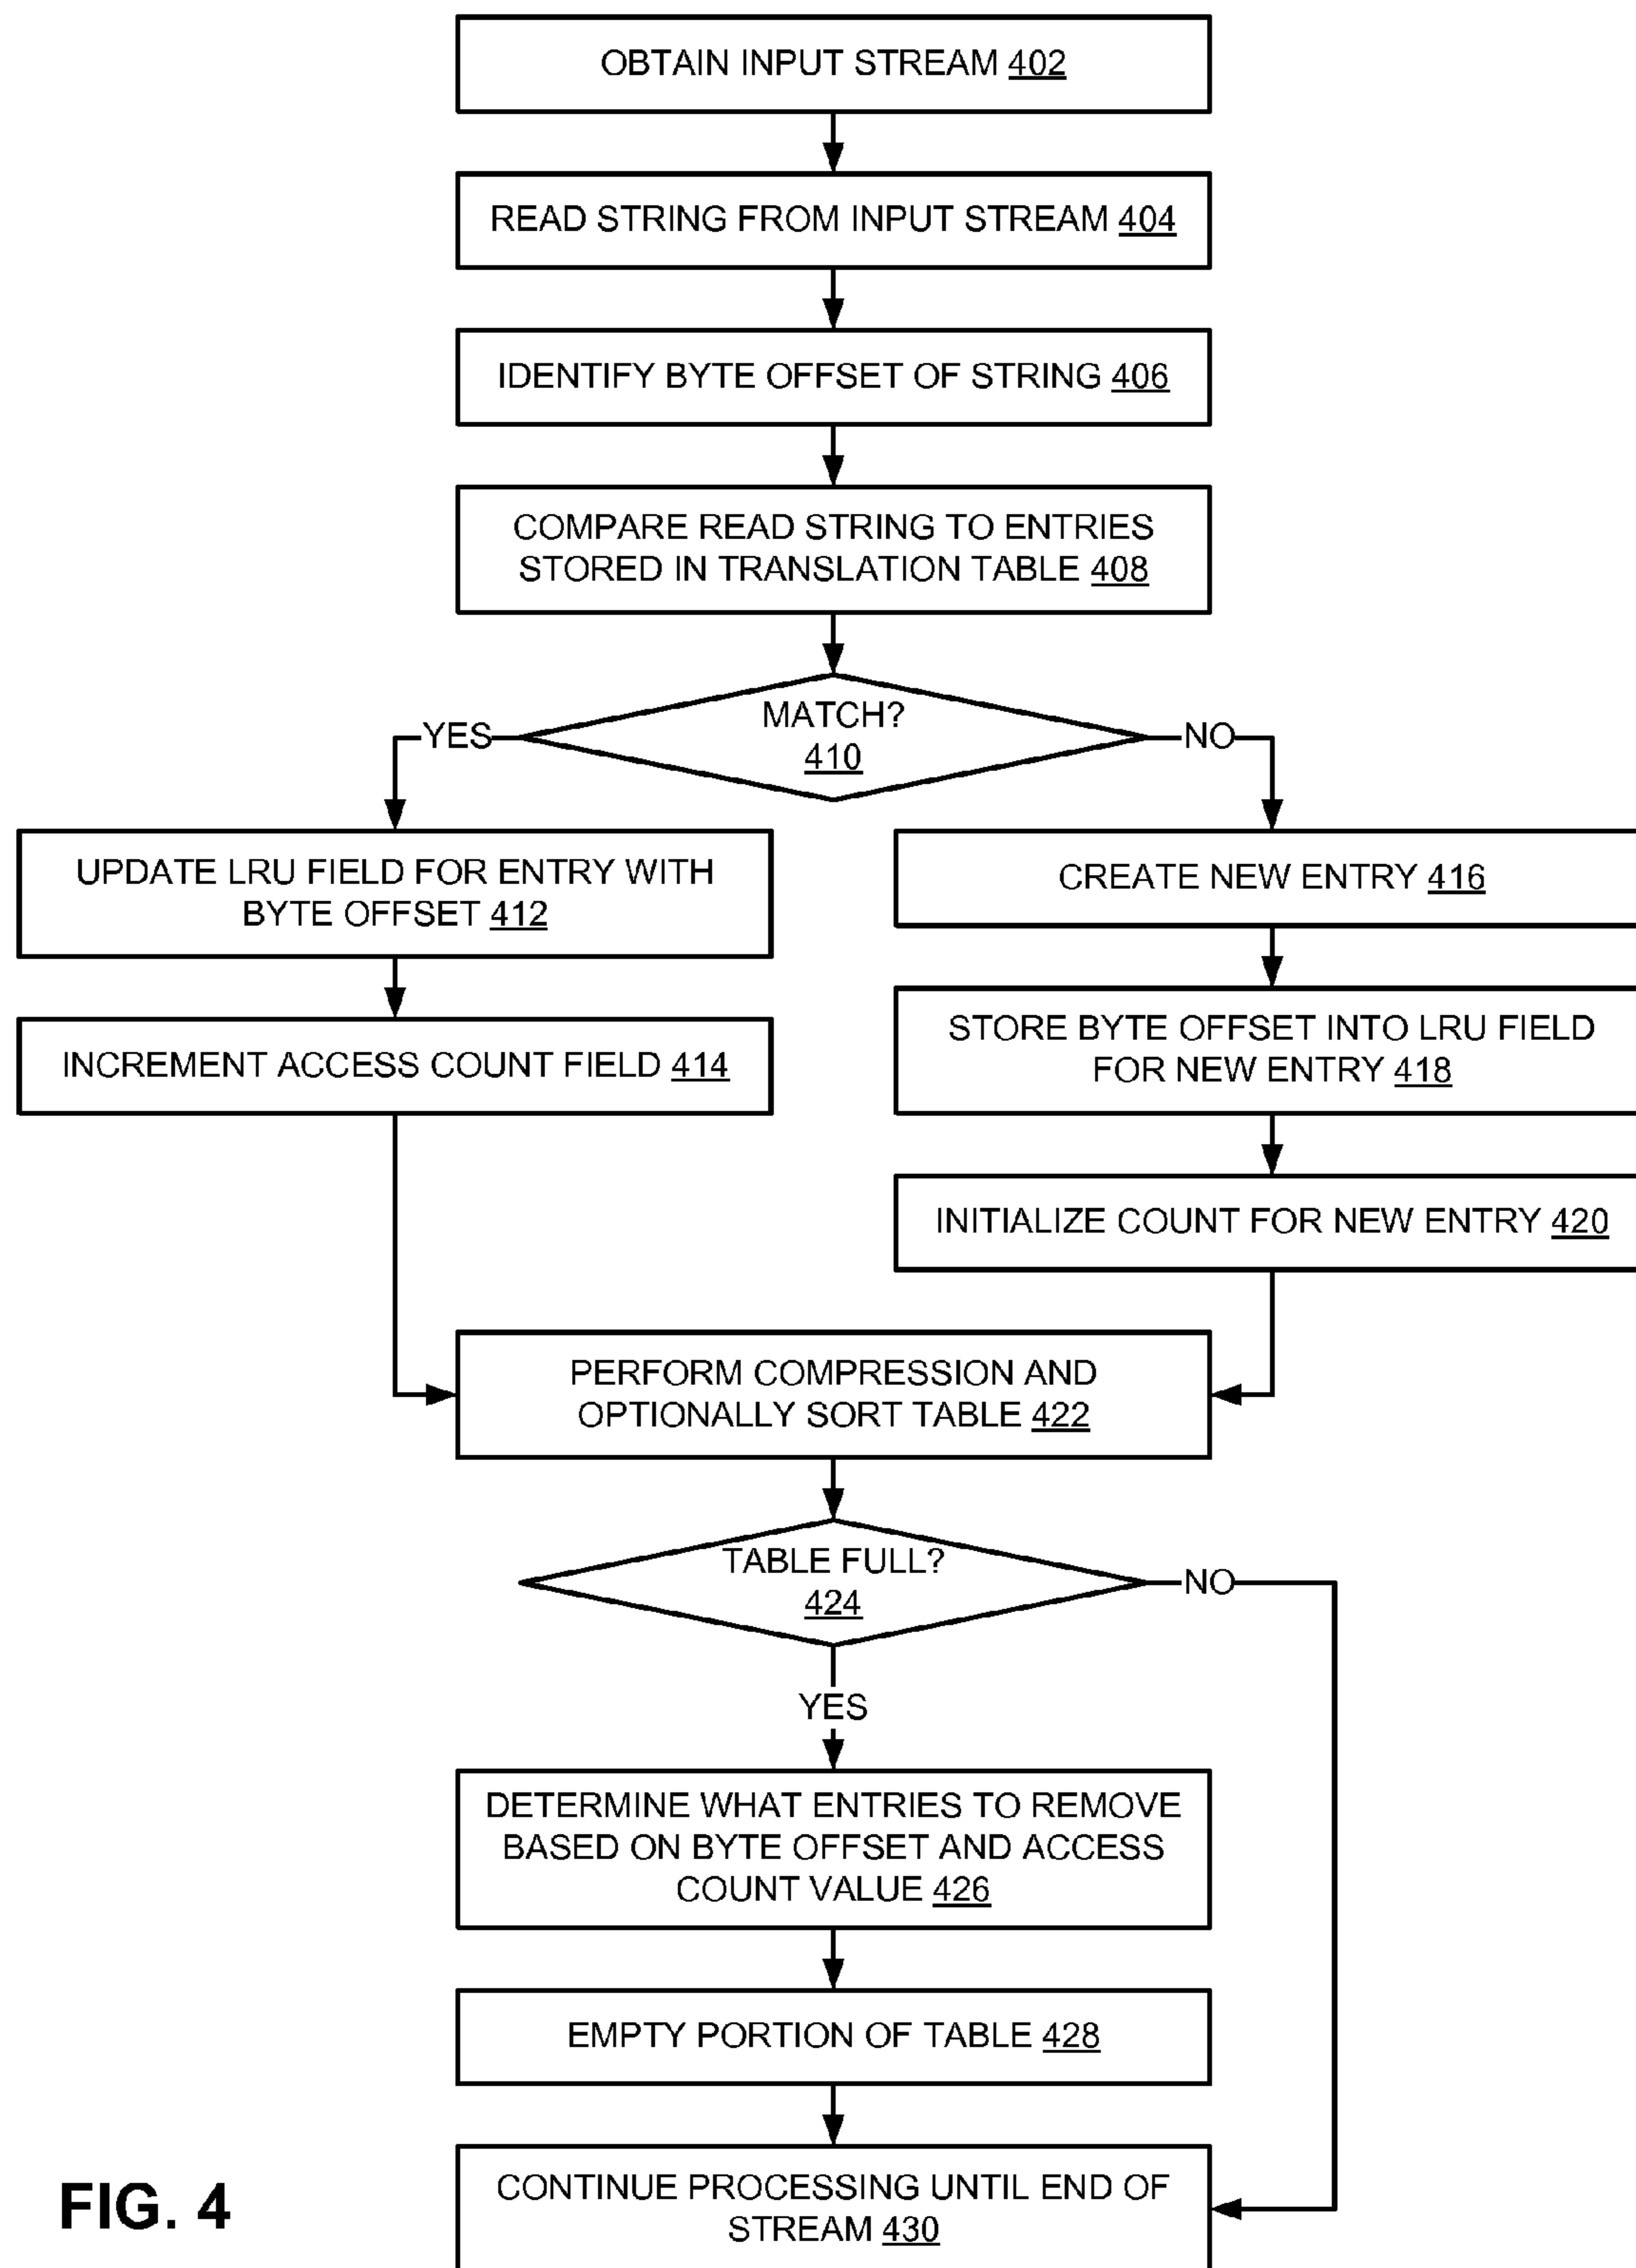 OBTAIN INPUT STREAM 402
READ STRING FROM INPUT STREAM 404
IDENTIFY BYTE OFFSET OF STRING 406
COMPARE READ STRING TO ENTRIES
STORED IN TRANSLATION TABLE 408
MATCH?
410
YES
NO
UPDATE LRU FIELD FOR ENTRY WITH
BYTE OFFSET 412
INCREMENT ACCESS COUNT FIELD 414
CREATE NEW ENTRY 416
STORE BYTE OFFSET INTO LRU FIELD
FOR NEW ENTRY 418
INITIALIZE COUNT FOR NEW ENTRY 420
PERFORM COMPRESSION AND
OPTIONALLY SORT TABLE 422
TABLE FULL?
424
NO
YES
DETERMINE WHAT ENTRIES TO REMOVE
BASED ON BYTE OFFSET AND ACCESS
COUNT VALUE 426
EMPTY PORTION OF TABLE 428
CONTINUE PROCESSING UNTIL END OF
STREAM 430
FIG. 4